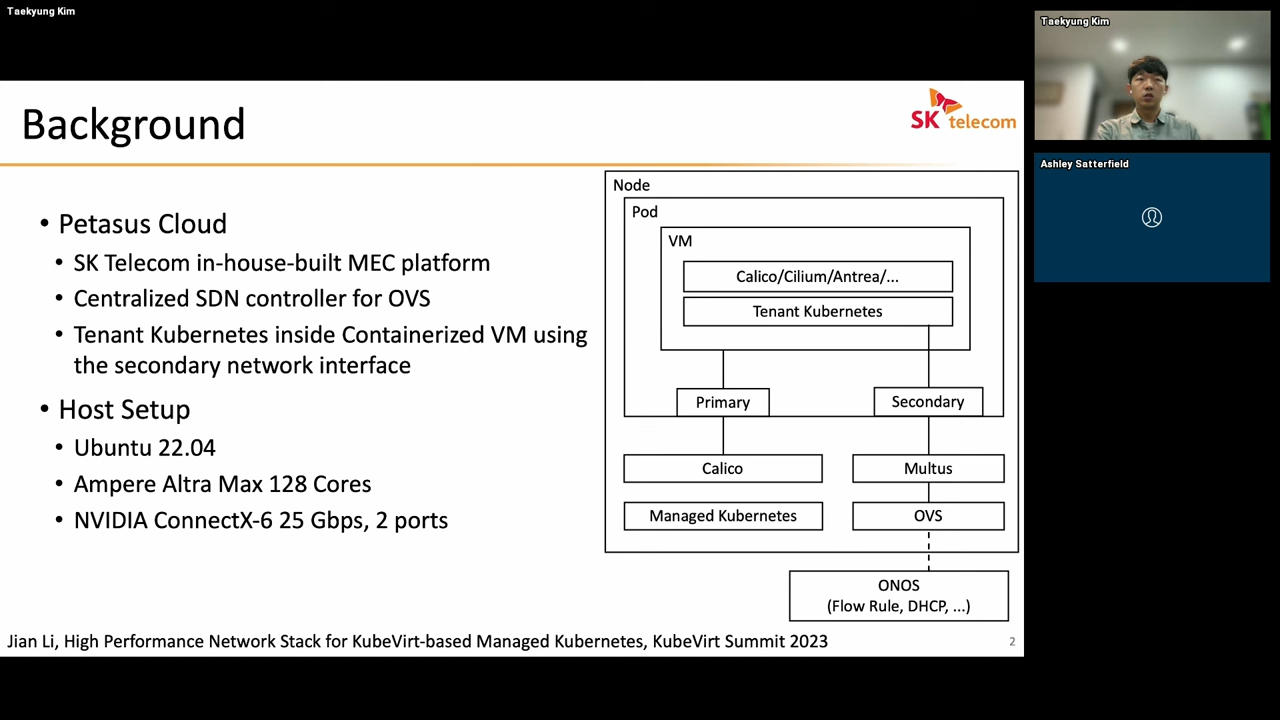 Taekyung Kim
Background
SK telecom
• Petasus Cloud
• SK Telecom in-house-built MEC platform
• Centralized SDN controller for OVS
• Tenant Kubernetes inside Containerized VM using
the secondary network interface
• Host Setup
• Ubuntu 22.04
• Ampere Altra Max 128 Cores
• NVIDIA ConnectX-6 25 Gbps, 2 ports
Node
Pod
VM
Calico/Cilium/Antrea/...
Tenant Kubernetes
Primary
Secondary
Calico
Multus
Managed Kubernetes
OVS
ONOS
(Flow Rule, DHCP, ...)
Jian Li, High Performance Network Stack for KubeVirt-based Managed Kubernetes, KubeVirt Summit 2023
2
Taekyung Kim
Ashley Satterfield